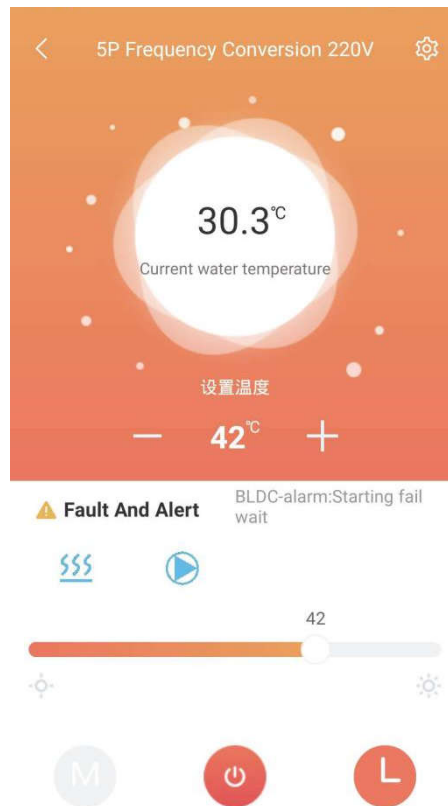 5P Frequency Conversion 220V
30.3℃
Current water temperature
设置温度
42℃
Fault And Alert
BLDC-alarm:Starting fail
wait
42
M